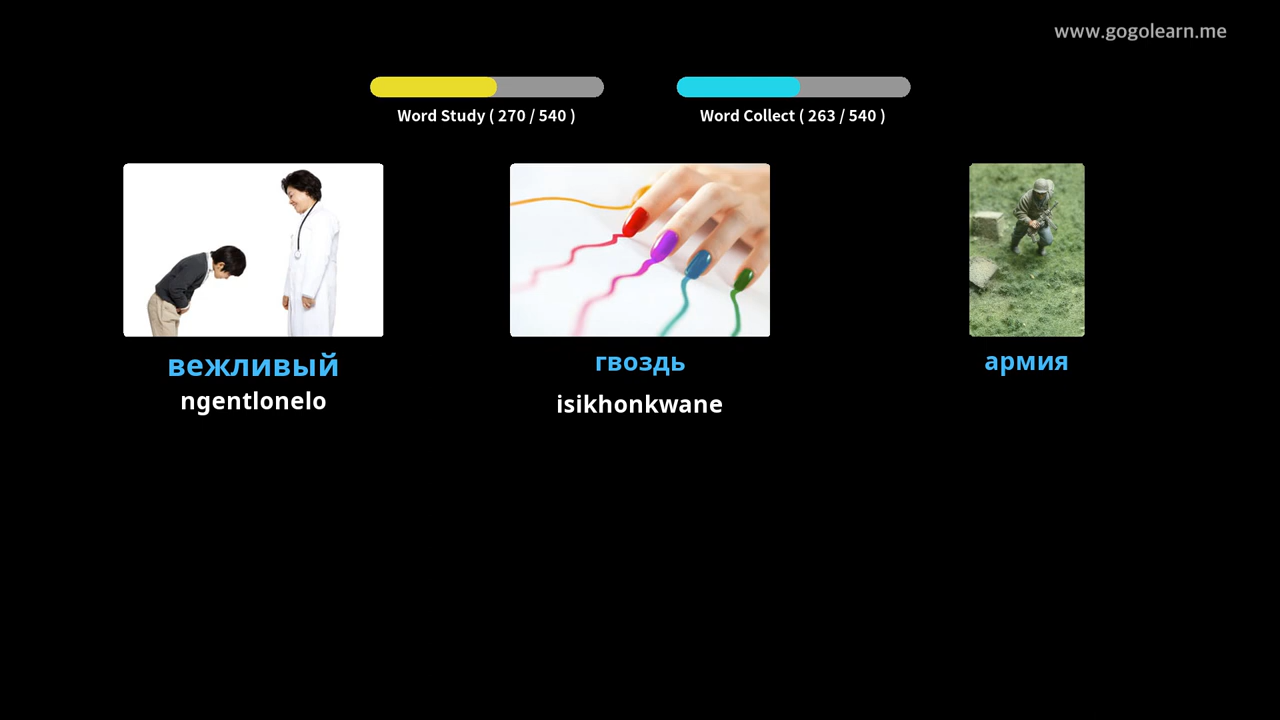 www.gogolearn.me
Word Study ( 270 / 540 )
Word Collect ( 263 / 540 )
вежливый
ngentlonelo
гвоздь
isikhonkwane
армия